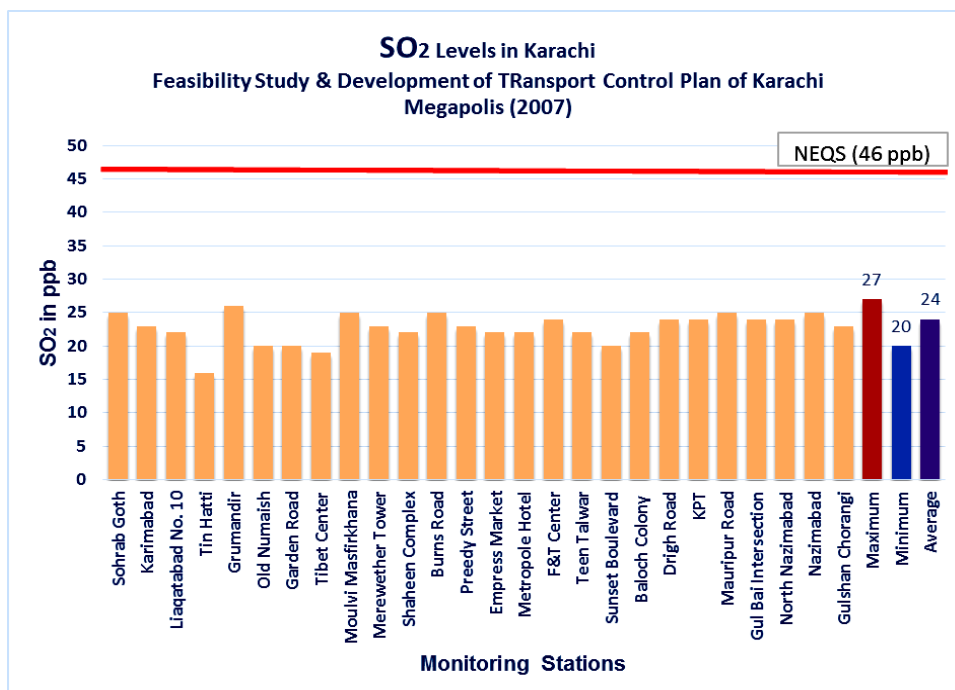 SO2 Levels in Karachi
Feasibility Study & Development of TRansport Control Plan of Karachi
Megapolis (2007)
NEQS (46 ppb)
SO2 in ppb
50
45
40
35
30
25
20
15
10
5
0
27
20
24
Sohrab Goth
Karimabad
Liaqatabad No. 10
Tin Hatti
Grumandir
Old Numaish
Garden Road
Tibet Center
Moulvi Masfirkhana
Merewether Tower
Shaheen Complex
Burns Road
Preedy Street
Empress Market
Metropole Hotel
F&T Center
Teen Talwar
Sunset Boulevard
Baloch Colony
Drigh Road
KPT
Mauripur Road
Gul Bai Intersection
North Nazimabad
Nazimabad
Gulshan Chorangi
Maximum
Minimum
Average
Monitoring Stations